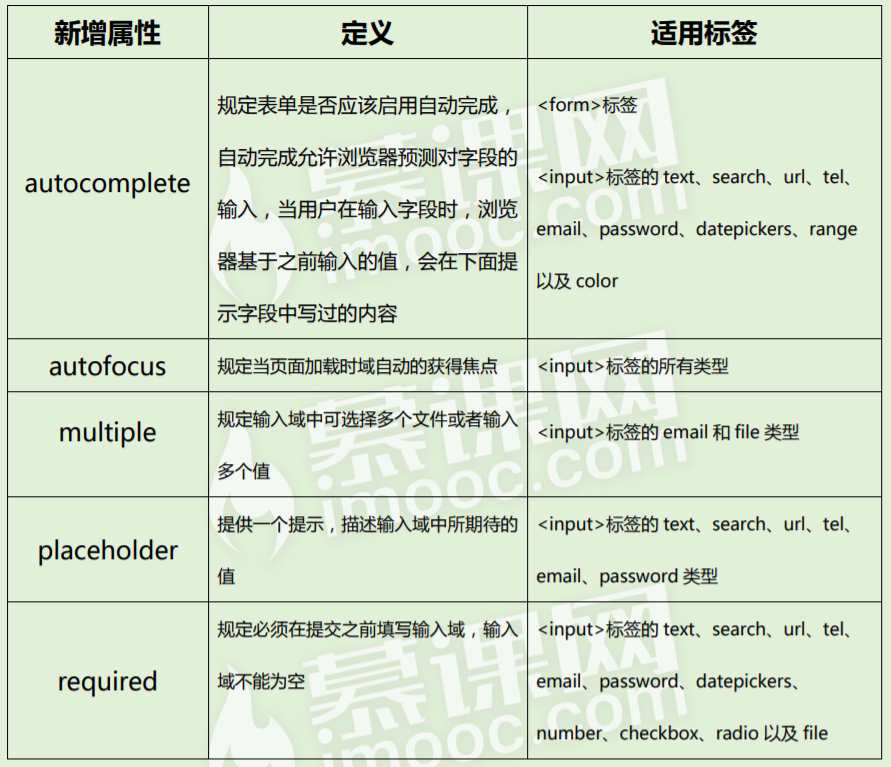 新增属性
定义
适用标签
autocomplete
规定表单是否应该启用自动完成，
自动完成允许浏览器预测对字段的
输入，当用户在输入字段时，浏览
器基于之前输入的值，会在下面提
示字段中写过的内容
<form>标签
<input>标签的 text、search、url、tel、
email、password、datepickers、range
以及 color
autofocus
规定当页面加载时域自动的获得焦点
<input>标签的所有类型
multiple
规定输入域中可选择多个文件或者输入
多个值
<input>标签的 email 和 file 类型
placeholder
提供一个提示，描述输入域中所期待的
值
<input>标签的 text、search、url、tel、
email、password 类型
required
规定必须在提交之前填写输入域，输入
域不能为空
<input>标签的 text、search、url、tel、
email、password、datepickers、
number、checkbox、radio 以及 file
慕课网
imooc.com
慕课网
imooc.com
慕课网
imooc.com